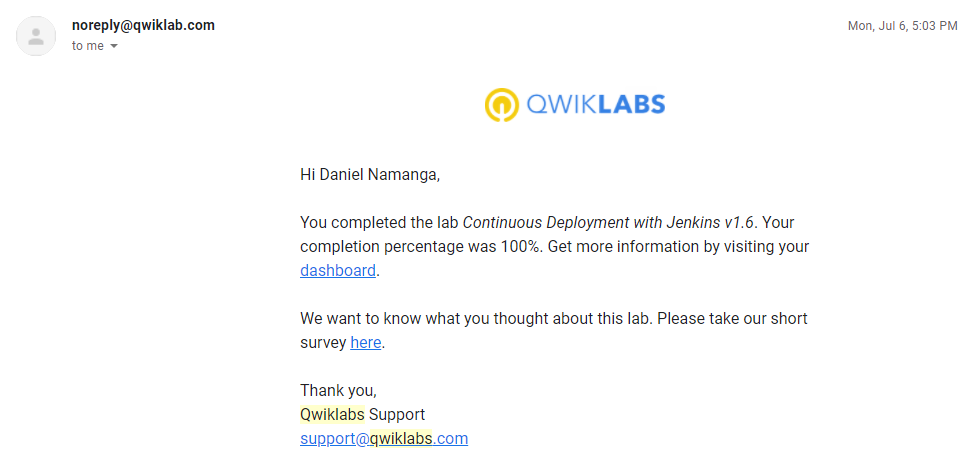 noreply@qwiklab.com
Mon, Jul 6, 5:03 PM
to me
QWIKLABS
Hi Daniel Namanga,
You completed the lab Continuous Deployment with Jenkins v1.6. Your
completion percentage was 100%. Get more information by visiting your
dashboard.
We want to know what you thought about this lab. Please take our short
survey here.
Thank you,
Qwiklabs Support
support@qwiklabs.com